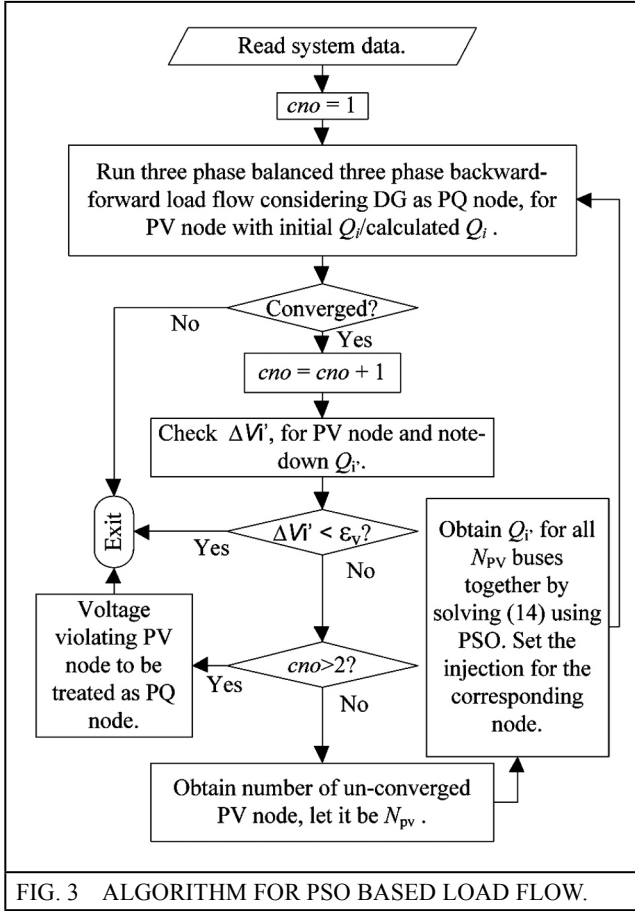 Read system data.
cno = 1
Run three phase balanced three phase backward-
forward load flow considering DG as PQ node, for
PV node with initial Qi/calculated Qi .
Converged?
No
Yes
cno = cno + 1
Check ΔVi’, for PV node and note-
down Qi’.
ΔVi’ < εv?
Yes
No
Exit
Voltage
violating PV
node to be
treated as PQ
node.
cno>2?
Yes
No
Obtain number of un-converged
PV node, let it be Npv .
Obtain Qi’ for all
NPV buses
together by
solving (14) using
PSO. Set the
injection for the
corresponding
node.
FIG. 3 ALGORITHM FOR PSO BASED LOAD FLOW.